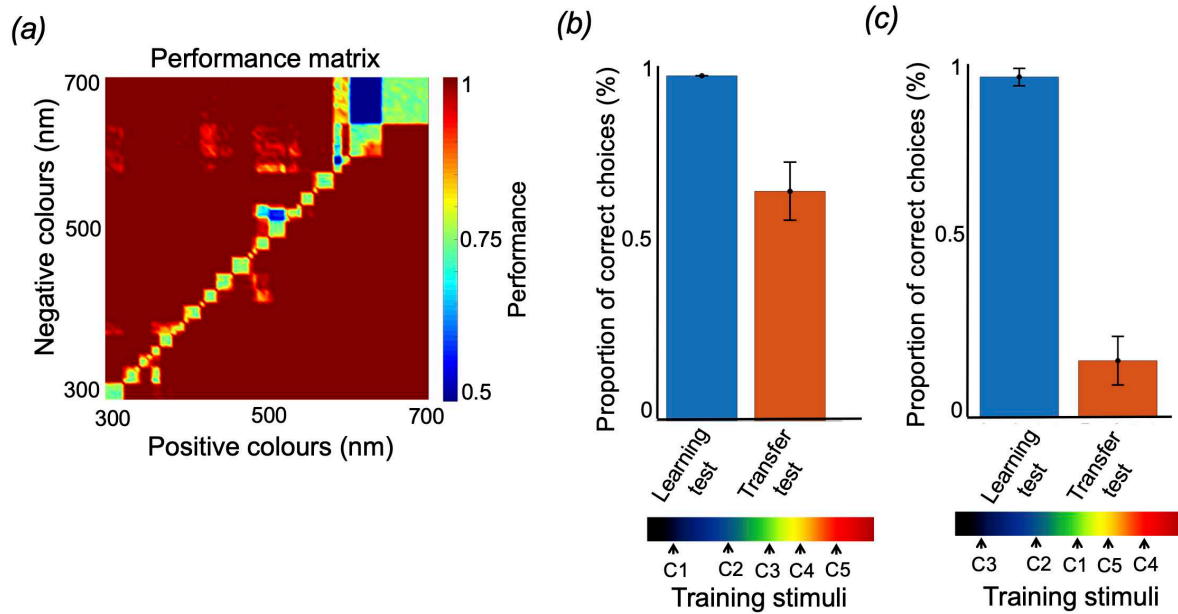 (a)
Performance matrix
700
500
300
Negative colours (nm)
300
500
700
Positive colours (nm)
1
0.75
0.5
Performance
(b)
1
0.5
0
Proportion of correct choices (%)
Learning
test
Transfer
test
C1 C2 C3 C4 C5
Training stimuli
(c)
1
0.5
0
Proportion of correct choices (%)
Learning
test
Transfer
test
C3 C2 C1 C5 C4
Training stimuli